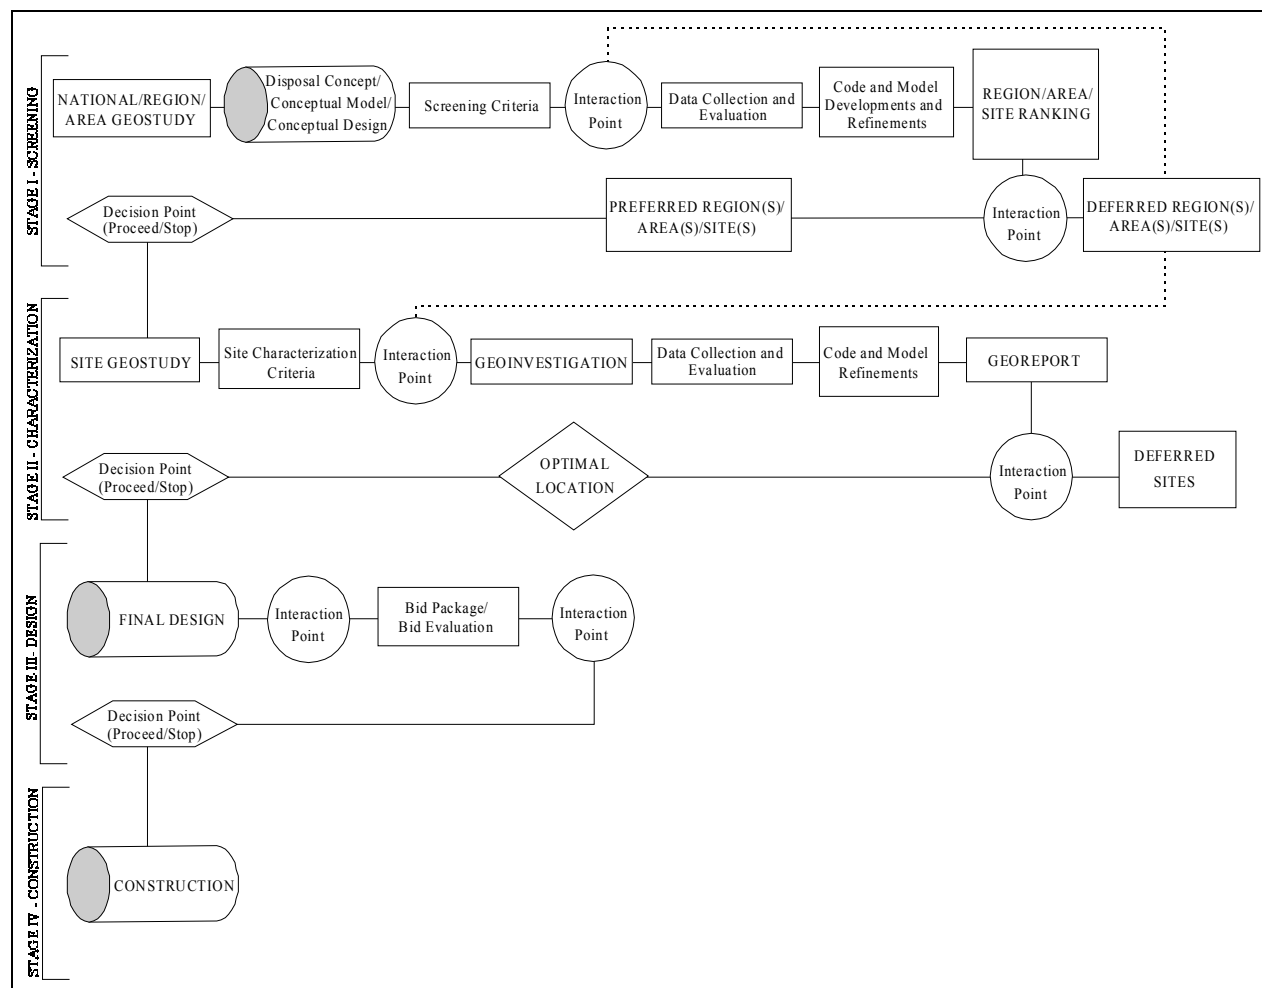 STAGE I - SCREENING
NATIONAL/REGION/
AREA GEOSTUDY
Disposal Concept/
Conceptual Model/
Conceptual Design
Screening Criteria
Interaction
Point
Data Collection and
Evaluation
Code and Model
Developments and
Refinements
REGION/AREA/
SITE RANKING
Decision Point
(Proceed/Stop)
PREFERRED REGION(S)/
AREA(S)/SITE(S)
Interaction
Point
DEFERRED REGION(S)/
AREA(S)/SITE(S)
STAGE II - CHARACTERIZATION
SITE GEOSTUDY
Site Characterization
Criteria
Interaction
Point
GEOINVESTIGATION
Data Collection and
Evaluation
Code and Model
Refinements
GEOREPORT
Decision Point
(Proceed/Stop)
OPTIMAL
LOCATION
Interaction
Point
DEFERRED
SITES
STAGE III- DESIGN
FINAL DESIGN
Interaction
Point
Bid Package/
Bid Evaluation
Interaction
Point
Decision Point
(Proceed/Stop)
STAGE IV - CONSTRUCTION
CONSTRUCTION